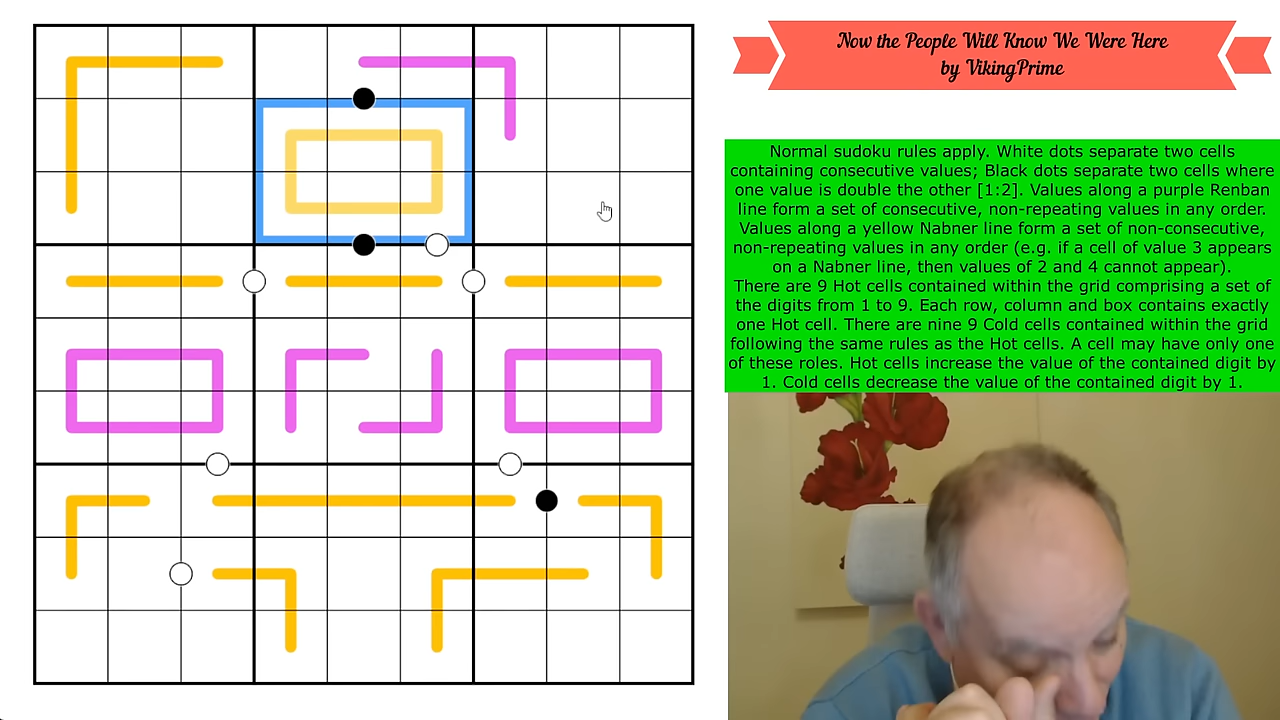 Now the People Will Know We Were Here
by VikingPrime
Normal sudoku rules apply. White dots separate two cells
containing consecutive values; Black dots separate two cells where
one value is double the other [1:2]. Values along a purple Renban
line form a set of consecutive, non-repeating values in any order.
Values along a yellow Nabner line form a set of non-consecutive,
non-repeating values in any order (e.g. if a cell of value 3 appears
on a Nabner line, then values of 2 and 4 cannot appear).
There are 9 Hot cells contained within the grid comprising a set of
the digits from 1 to 9. Each row, column and box contains exactly
one Hot cell. There are nine 9 Cold cells contained within the grid
following the same rules as the Hot cells. A cell may have only one
of these roles. Hot cells increase the value of the contained digit by
1. Cold cells decrease the value of the contained digit by 1.